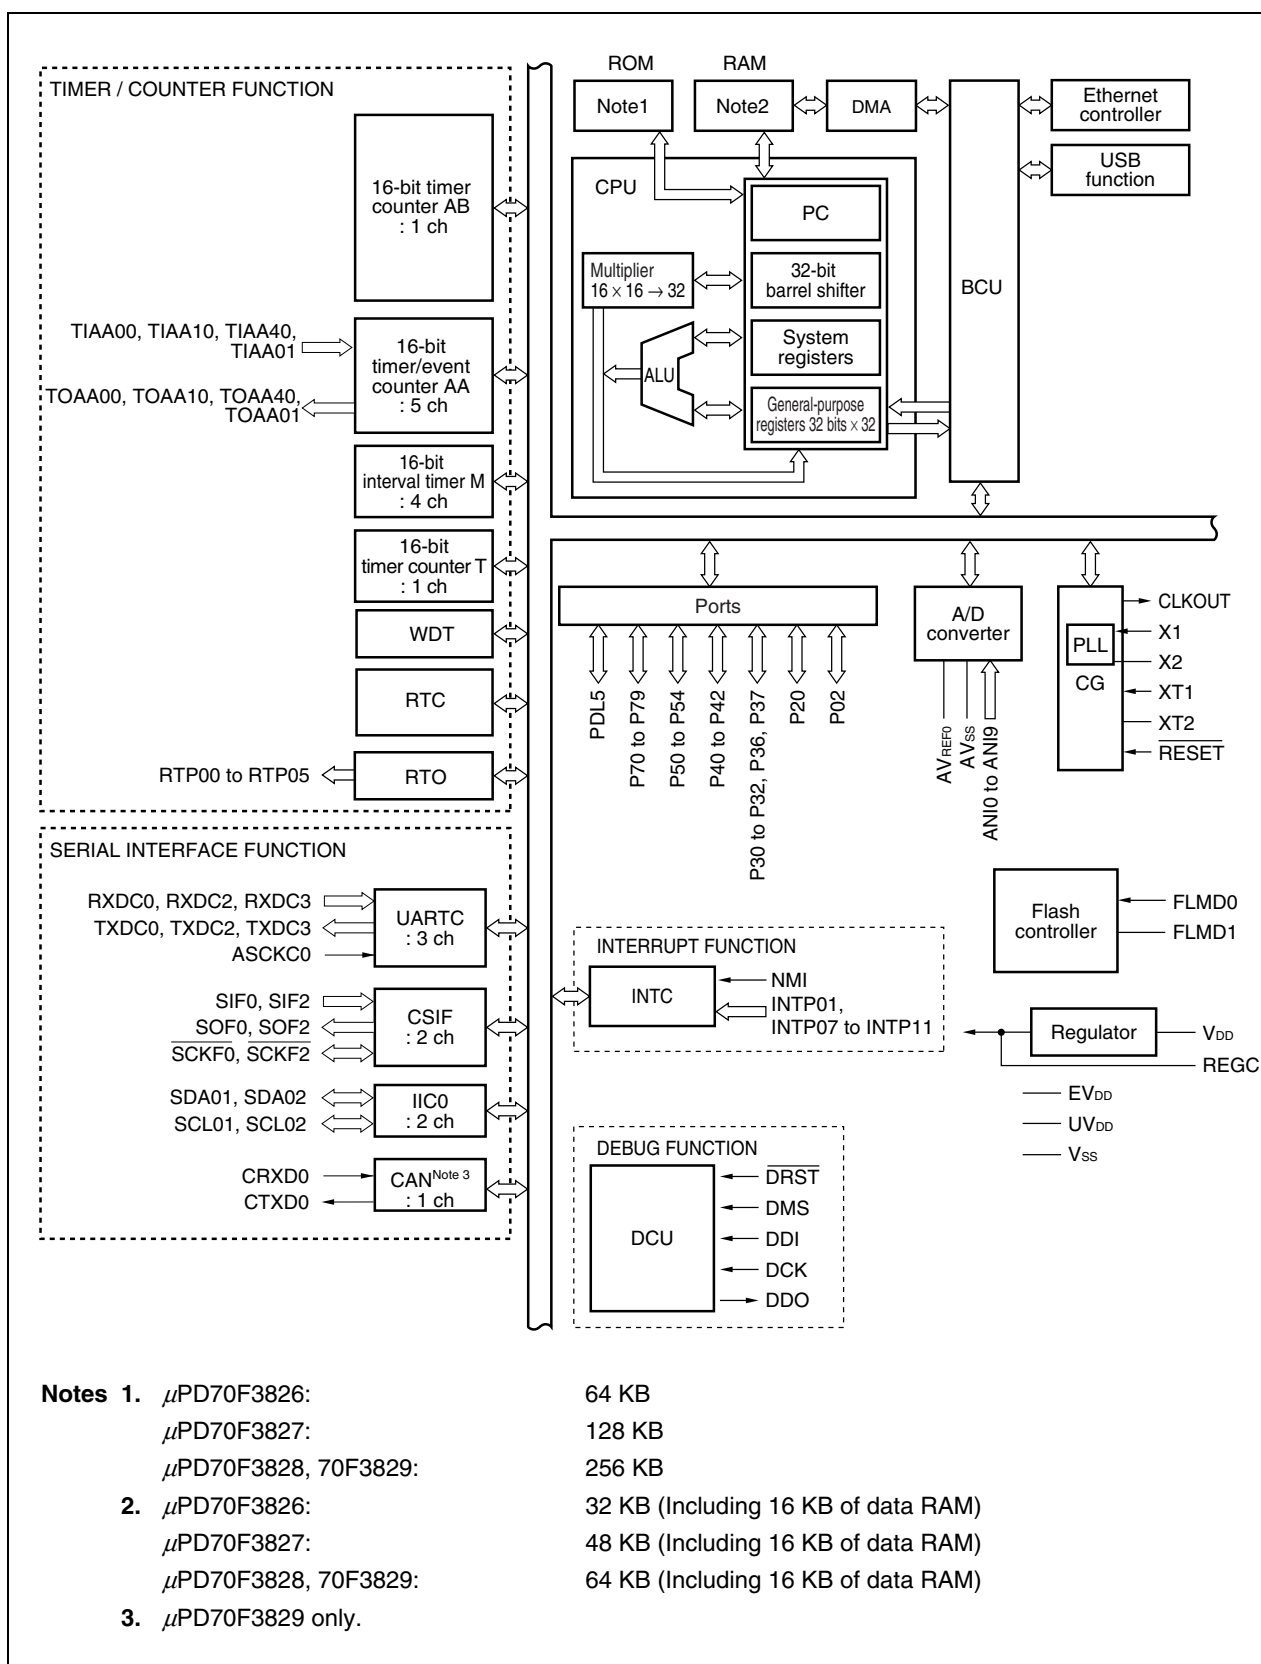 TIMER / COUNTER FUNCTION
16-bit timer
counter AB
: 1 ch
TIAA00, TIAA10, TIAA40,
TIAA01
16-bit
timer/event
counter AA
: 5 ch
TOAA00, TOAA10, TOAA40,
TOAA01
16-bit
interval timer M
: 4 ch
16-bit
timer counter T
: 1 ch
WDT
RTC
RTP00 to RTP05
RTO
SERIAL INTERFACE FUNCTION
RXDC0, RXDC2, RXDC3
TXDC0, TXDC2, TXDC3
ASCKC0
UARTC
: 3 ch
SIF0, SIF2
SOF0, SOF2
SCKF0, SCKF2
CSIF
: 2 ch
SDA01, SDA02
SCL01, SCL02
IIC0
: 2 ch
CRXD0
CTXD0
CAN Note 3
: 1 ch
ROM
Note1
RAM
Note2
DMA
BCU
Ethernet
controller
USB
function
CPU
PC
Multiplier
16 × 16 → 32
32-bit
barrel shifter
ALU
System
registers
General-purpose
registers 32 bits × 32
Ports
PDL5
P70 to P79
P50 to P54
P40 to P42
P30 to P32, P36, P37
P20
P02
A/D
converter
AVREF0
AVSS
ANI0 to ANI9
PLL
CG
CLKOUT
X1
X2
XT1
XT2
RESET
Flash
controller
FLMD0
FLMD1
INTERRUPT FUNCTION
INTC
NMI
INTP01,
INTP07 to INTP11
Regulator
VDD
REGC
EVDD
UVDD
VSS
DEBUG FUNCTION
DCU
DRST
DMS
DDI
DCK
DDO
Notes 1. μPD70F3826: 64 KB
μPD70F3827: 128 KB
μPD70F3828, 70F3829: 256 KB
2. μPD70F3826: 32 KB (Including 16 KB of data RAM)
μPD70F3827: 48 KB (Including 16 KB of data RAM)
μPD70F3828, 70F3829: 64 KB (Including 16 KB of data RAM)
3. μPD70F3829 only.